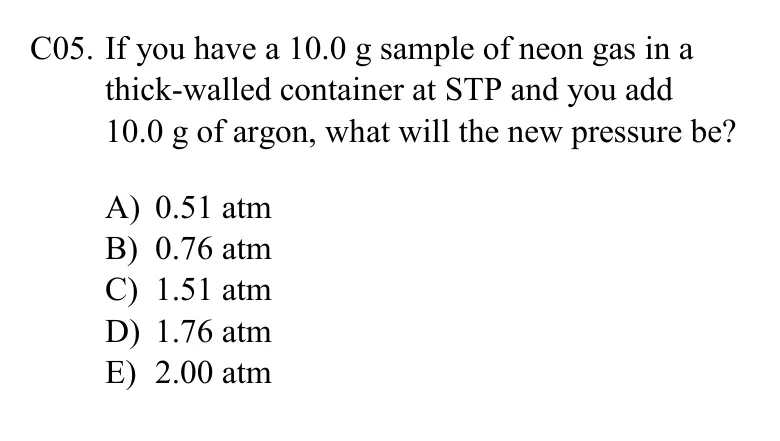 C05. If you have a 10.0 g sample of neon gas in a
thick-walled container at STP and you add
10.0 g of argon, what will the new pressure be?
A) 0.51 atm
B) 0.76 atm
C) 1.51 atm
D) 1.76 atm
E) 2.00 atm